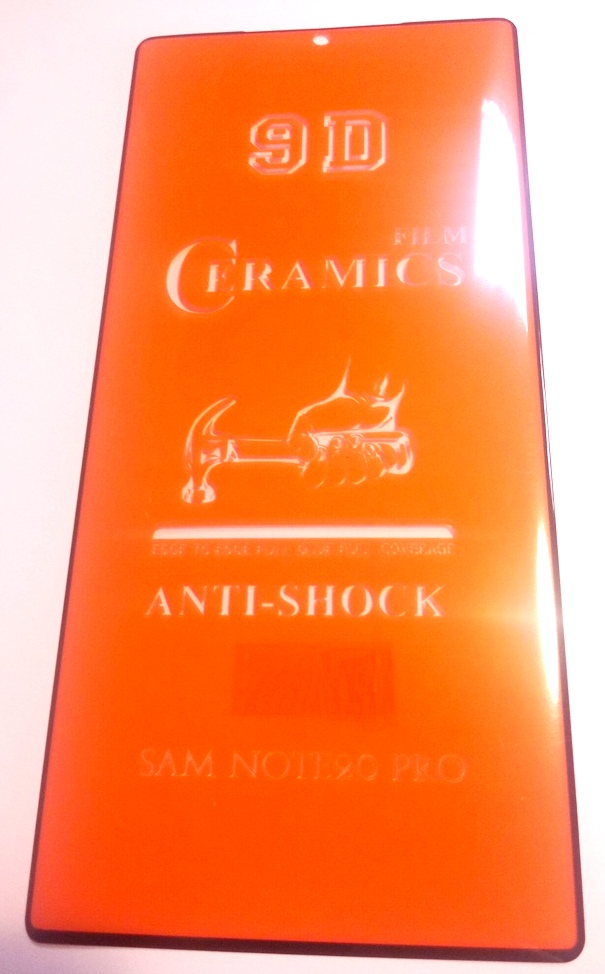 9D
FILM
CERAMICS
EDGE TO EDGE FULL GLUE FULL COVERAGE
ANTI-SHOCK
SAM NOTE20 PRO